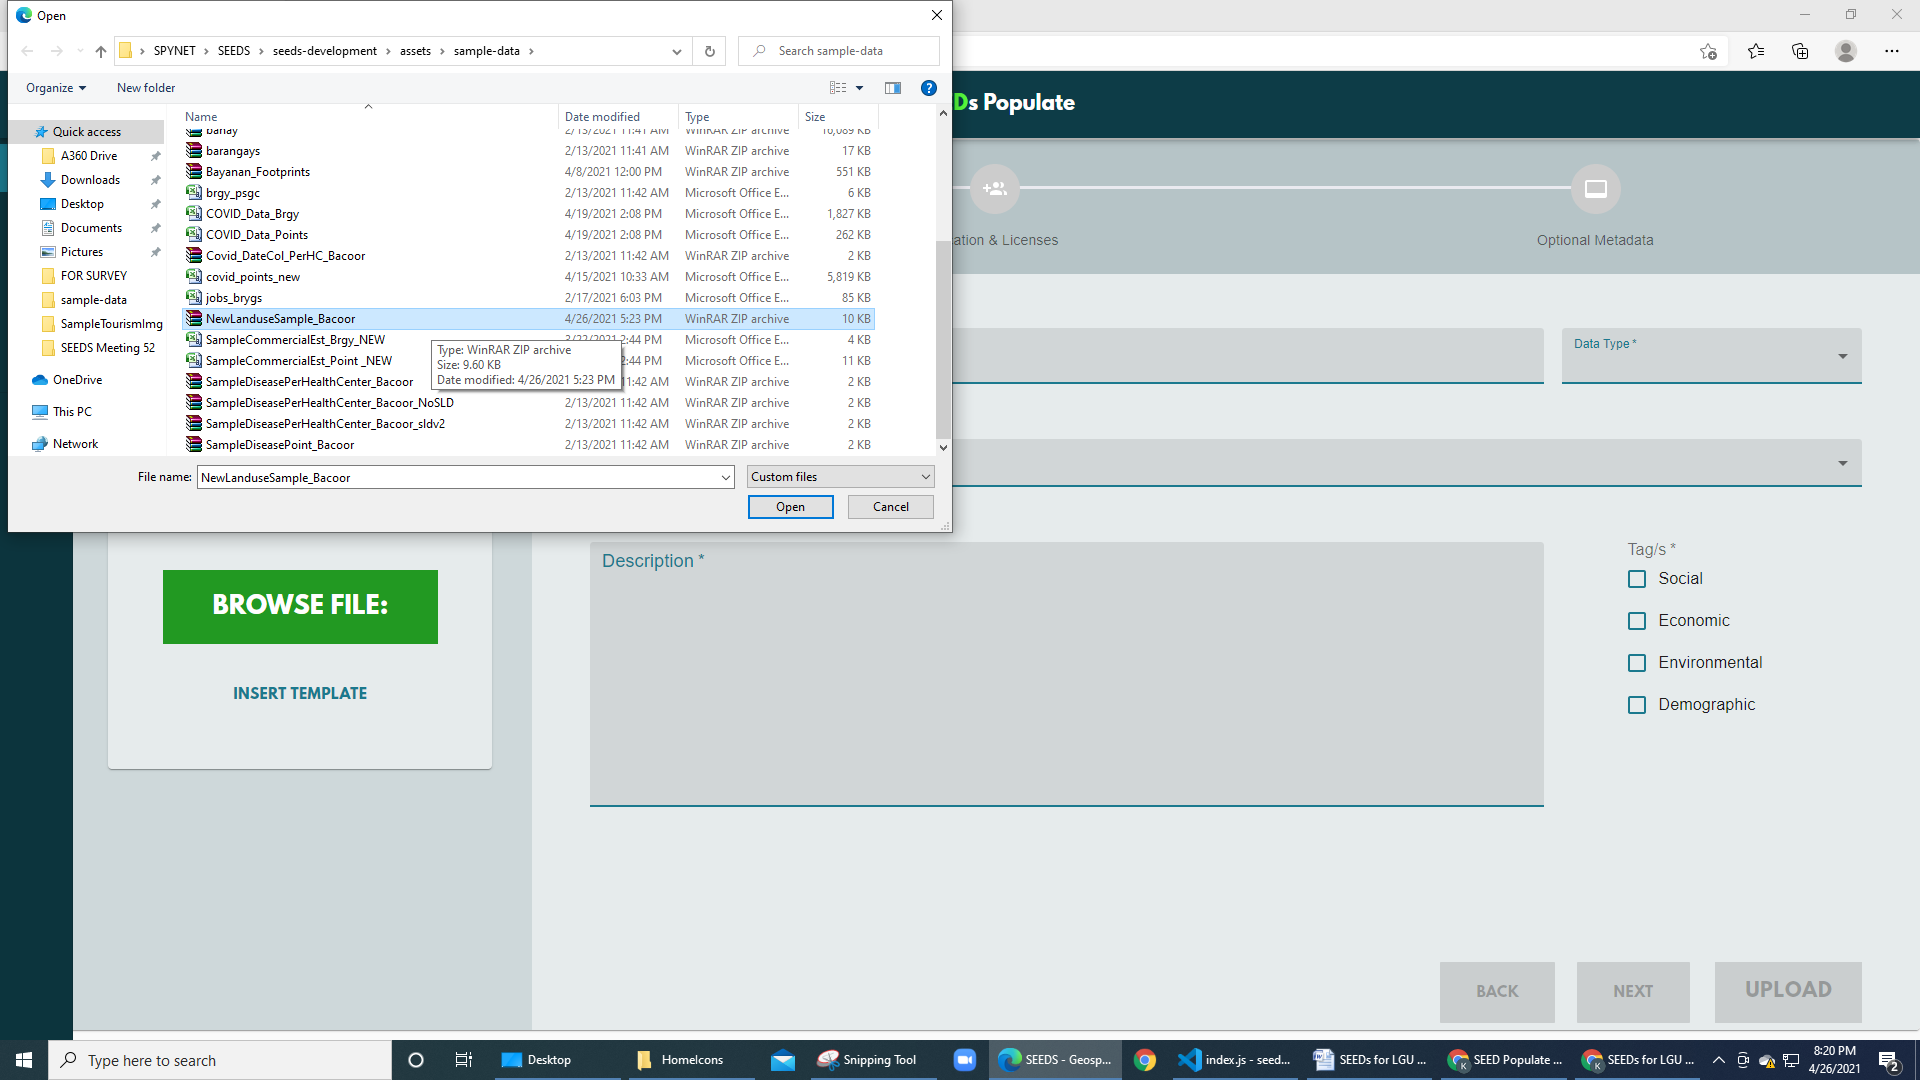 Open
SPYNET > SEEDS > seeds-development > assets > sample-data >
Search sample-data
Organize
New folder
Name Date modified Type Size
banay 2/13/2021 11:41 AM WinRAR ZIP archive 16,089 KB
barangays 2/13/2021 11:41 AM WinRAR ZIP archive 17 KB
Bayanan_Footprints 4/8/2021 12:00 PM WinRAR ZIP archive 551 KB
brgy_psgc 2/13/2021 11:42 AM Microsoft Office E... 6 KB
COVID_Data_Brgy 4/19/2021 2:08 PM Microsoft Office E... 1,827 KB
COVID_Data_Points 4/19/2021 2:08 PM Microsoft Office E... 262 KB
Covid_DateCol_PerHC_Bacoor 2/13/2021 11:42 AM WinRAR ZIP archive 2 KB
covid_points_new 4/15/2021 10:33 AM Microsoft Office E... 5,819 KB
jobs_brygs 2/17/2021 6:03 PM Microsoft Office E... 85 KB
NewLanduseSample_Bacoor 4/26/2021 5:23 PM WinRAR ZIP archive 10 KB
SampleCommercialEst_Brgy_NEW 2:44 PM Microsoft Office E... 4 KB
SampleCommercialEst_Point _NEW 2:44 PM Microsoft Office E... 11 KB
SampleDiseasePerHealthCenter_Bacoor 11:42 AM WinRAR ZIP archive 2 KB
SampleDiseasePerHealthCenter_Bacoor_NoSLD 2/13/2021 11:42 AM WinRAR ZIP archive 2 KB
SampleDiseasePerHealthCenter_Bacoor_sldv2 2/13/2021 11:42 AM WinRAR ZIP archive 2 KB
SampleDiseasePoint_Bacoor 2/13/2021 11:42 AM WinRAR ZIP archive 2 KB
Type: WinRAR ZIP archive
Size: 9.60 KB
Date modified: 4/26/2021 5:23 PM
Quick access
A360 Drive
Downloads
Desktop
Documents
Pictures
FOR SURVEY
sample-data
SampleTourismImg
SEEDS Meeting 52
OneDrive
This PC
Network
File name: NewLanduseSample_Bacoor
Custom files
Open
Cancel
Ds Populate
ation & Licenses
Optional Metadata
Data Type *
BROWSE FILE:
INSERT TEMPLATE
Description *
Tag/s *
Social
Economic
Environmental
Demographic
BACK
NEXT
UPLOAD
Type here to search
Desktop
HomeIcons
Snipping Tool
SEEDS - Geosp...
index.js - seed...
SEEDs for LGU ...
SEED Populate ...
SEEDs for LGU ...
8:20 PM
4/26/2021
2